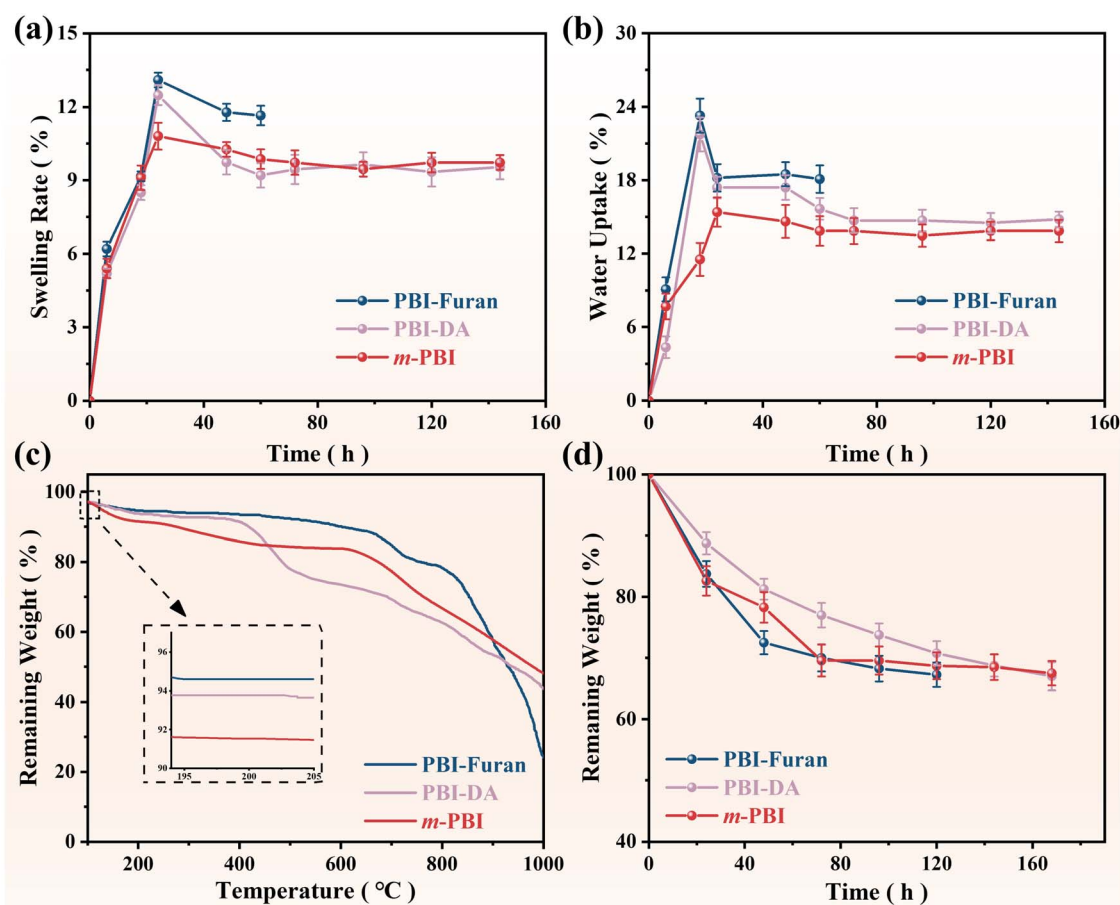 (a)
15
12
9
6
3
0
Swelling Rate ( % )
PBI-Furan
PBI-DA
m-PBI
0 40 80 120 160
Time ( h )
(b)
30
24
18
12
6
0
Water Uptake ( % )
PBI-Furan
PBI-DA
m-PBI
0 40 80 120 160
Time ( h )
(c)
100
80
60
40
20
0
Remaining Weight ( % )
96
94
92
90
195 200 205
PBI-Furan
PBI-DA
m-PBI
200 400 600 800 1000
Temperature ( °C )
(d)
100
80
60
40
Remaning Weight ( % )
PBI-Furan
PBI-DA
m-PBI
0 40 80 120 160
Time ( h )